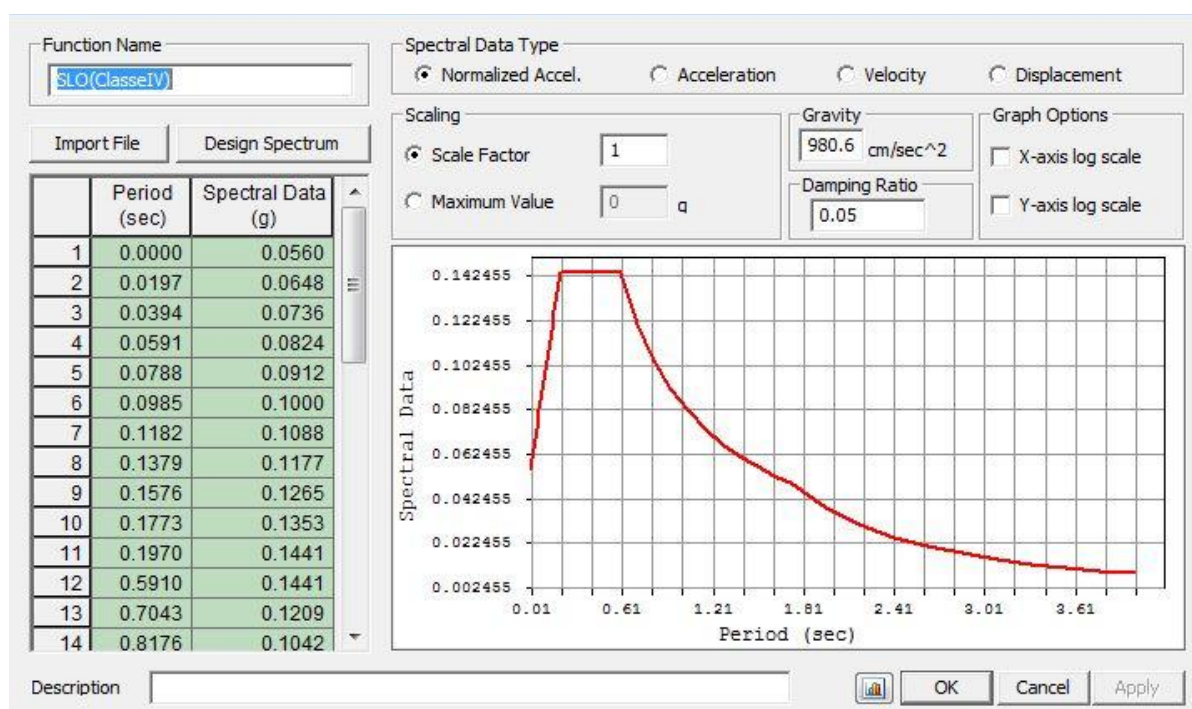 Function Name
SLO(ClasseIV)
Import File
Design Spectrum
Period (sec) Spectral Data (g)
1 0.0000 0.0560
2 0.0197 0.0648
3 0.0394 0.0736
4 0.0591 0.0824
5 0.0788 0.0912
6 0.0985 0.1000
7 0.1182 0.1088
8 0.1379 0.1177
9 0.1576 0.1265
10 0.1773 0.1353
11 0.1970 0.1441
12 0.5910 0.1441
13 0.7043 0.1209
14 0.8176 0.1042
Spectral Data Type
Normalized Accel. Acceleration Velocity Displacement
Scaling
Scale Factor 1
Maximum Value 0 g
Gravity
980.6 cm/sec^2
Damping Ratio
0.05
Graph Options
X-axis log scale
Y-axis log scale
0.142455
0.122455
0.102455
0.082455
0.062455
0.042455
0.022455
0.002455
Spectral Data
0.01 0.61 1.21 1.81 2.41 3.01 3.61
Period (sec)
Description
OK Cancel Apply